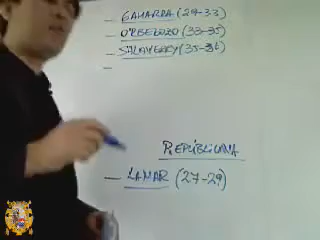 — GAMARRA (29-33)
— ORBEGOZO (33-35)
— SALAVERRY (35-36)
—
REPUBLICANA
— LAMAR (27-29)